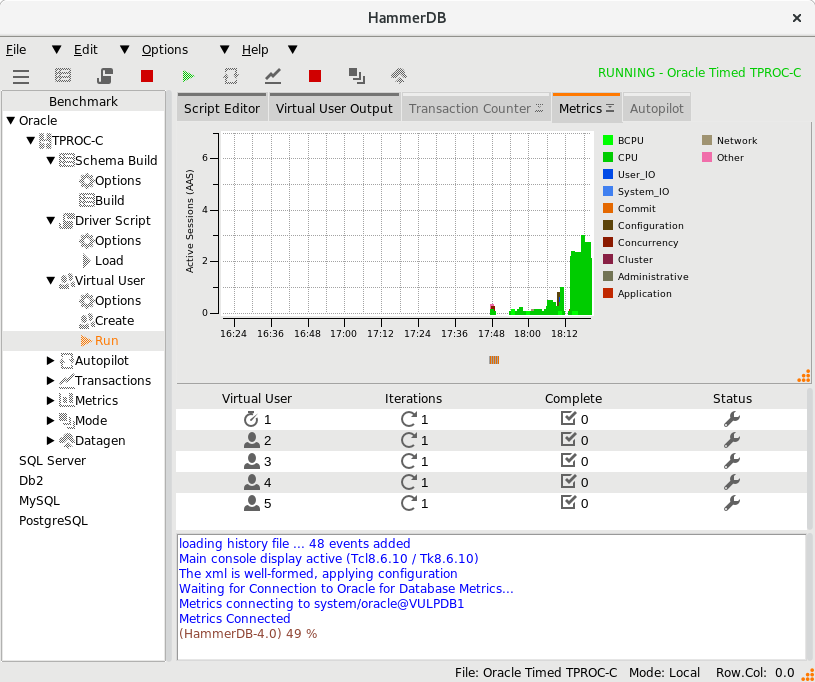 HammerDB
File Edit Options Help
RUNNING - Oracle Timed TPROC-C
Benchmark
Oracle
TPROC-C
Schema Build
Options
Build
Driver Script
Options
Load
Virtual User
Options
Create
Run
Autopilot
Transactions
Metrics
Mode
Datagen
SQL Server
Db2
MySQL
PostgreSQL
Script Editor Virtual User Output Transaction Counter Metrics Autopilot
Active Sessions (AAS)
6
4
2
0
16:24 16:36 16:48 17:00 17:12 17:24 17:36 17:48 18:00 18:12
BCPU
CPU
User_IO
System_IO
Commit
Configuration
Concurrency
Cluster
Administrative
Application
Network
Other
Virtual User Iterations Complete Status
1 1 0
2 1 0
3 1 0
4 1 0
5 1 0
loading history file ... 48 events added
Main console display active (Tcl8.6.10 / Tk8.6.10)
The xml is well-formed, applying configuration
Waiting for Connection to Oracle for Database Metrics...
Metrics connecting to system/oracle@VULPDB1
Metrics Connected
(HammerDB-4.0) 49 %
File: Oracle Timed TPROC-C Mode: Local Row.Col: 0.0